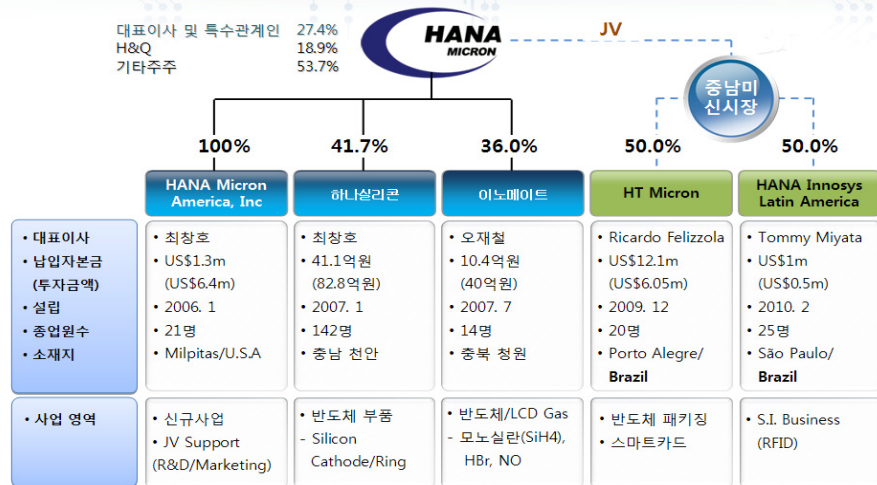 대표이사 및 특수관계인 27.4%
H&Q 18.9%
기타주주 53.7%
HANA
MICRON
JV
중남미
신시장
100%
41.7%
36.0%
50.0%
50.0%
HANA Micron
America, Inc
하나실리콘
이노메이트
HT Micron
HANA Innosys
Latin America
• 대표이사
• 납입자본금
(투자금액)
• 설립
• 종업원수
• 소재지
• 최창호
• US$1.3m
(US$6.4m)
• 2006. 1
• 21명
• Milpitas/U.S.A
• 최창호
• 41.1억원
(82.8억원)
• 2007. 1
• 142명
• 충남 천안
• 오재철
• 10.4억원
(40억원)
• 2007. 7
• 14명
• 충북 청원
• Ricardo Felizzola
• US$12.1m
(US$6.05m)
• 2009. 12
• 20명
• Porto Alegre/
Brazil
• Tommy Miyata
• US$1m
(US$0.5m)
• 2010. 2
• 25명
• São Paulo/
Brazil
• 사업 영역
• 신규사업
• JV Support
(R&D/Marketing)
• 반도체 부품
- Silicon
Cathode/Ring
• 반도체/LCD Gas
- 모노실란(SiH4),
HBr, NO
• 반도체 패키징
• 스마트카드
• S.I. Business
(RFID)